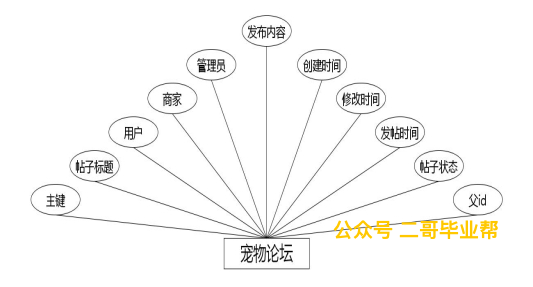 发布内容
管理员
创建时间
商家
修改时间
用户
发帖时间
帖子标题
帖子状态
主键
父id
公众号 二哥毕业帮
宠物论坛